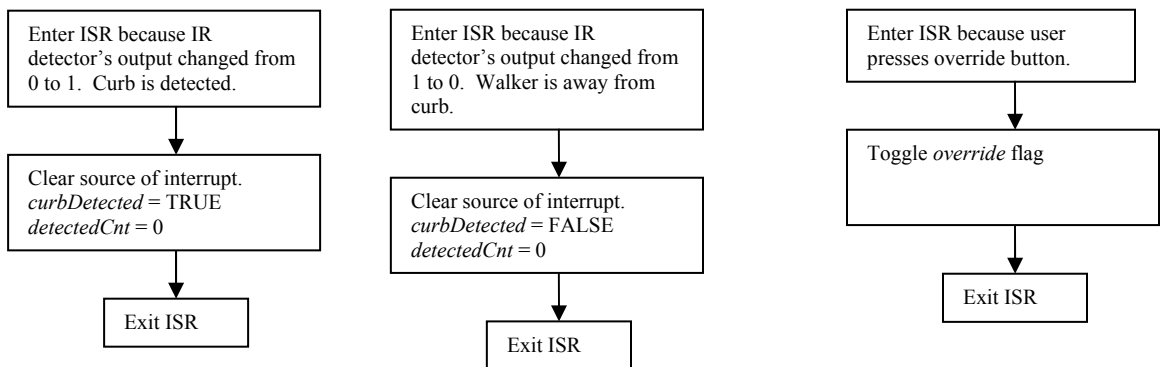 Enter ISR because IR
detector's output changed from
0 to 1.  Curb is detected.
Clear source of interrupt.
curbDetected = TRUE
detectedCnt = 0
Exit ISR
Enter ISR because IR
detector's output changed from
1 to 0.  Walker is away from
curb.
Clear source of interrupt.
curbDetected = FALSE
detectedCnt = 0
Exit ISR
Enter ISR because user
presses override button.
Toggle override flag
Exit ISR